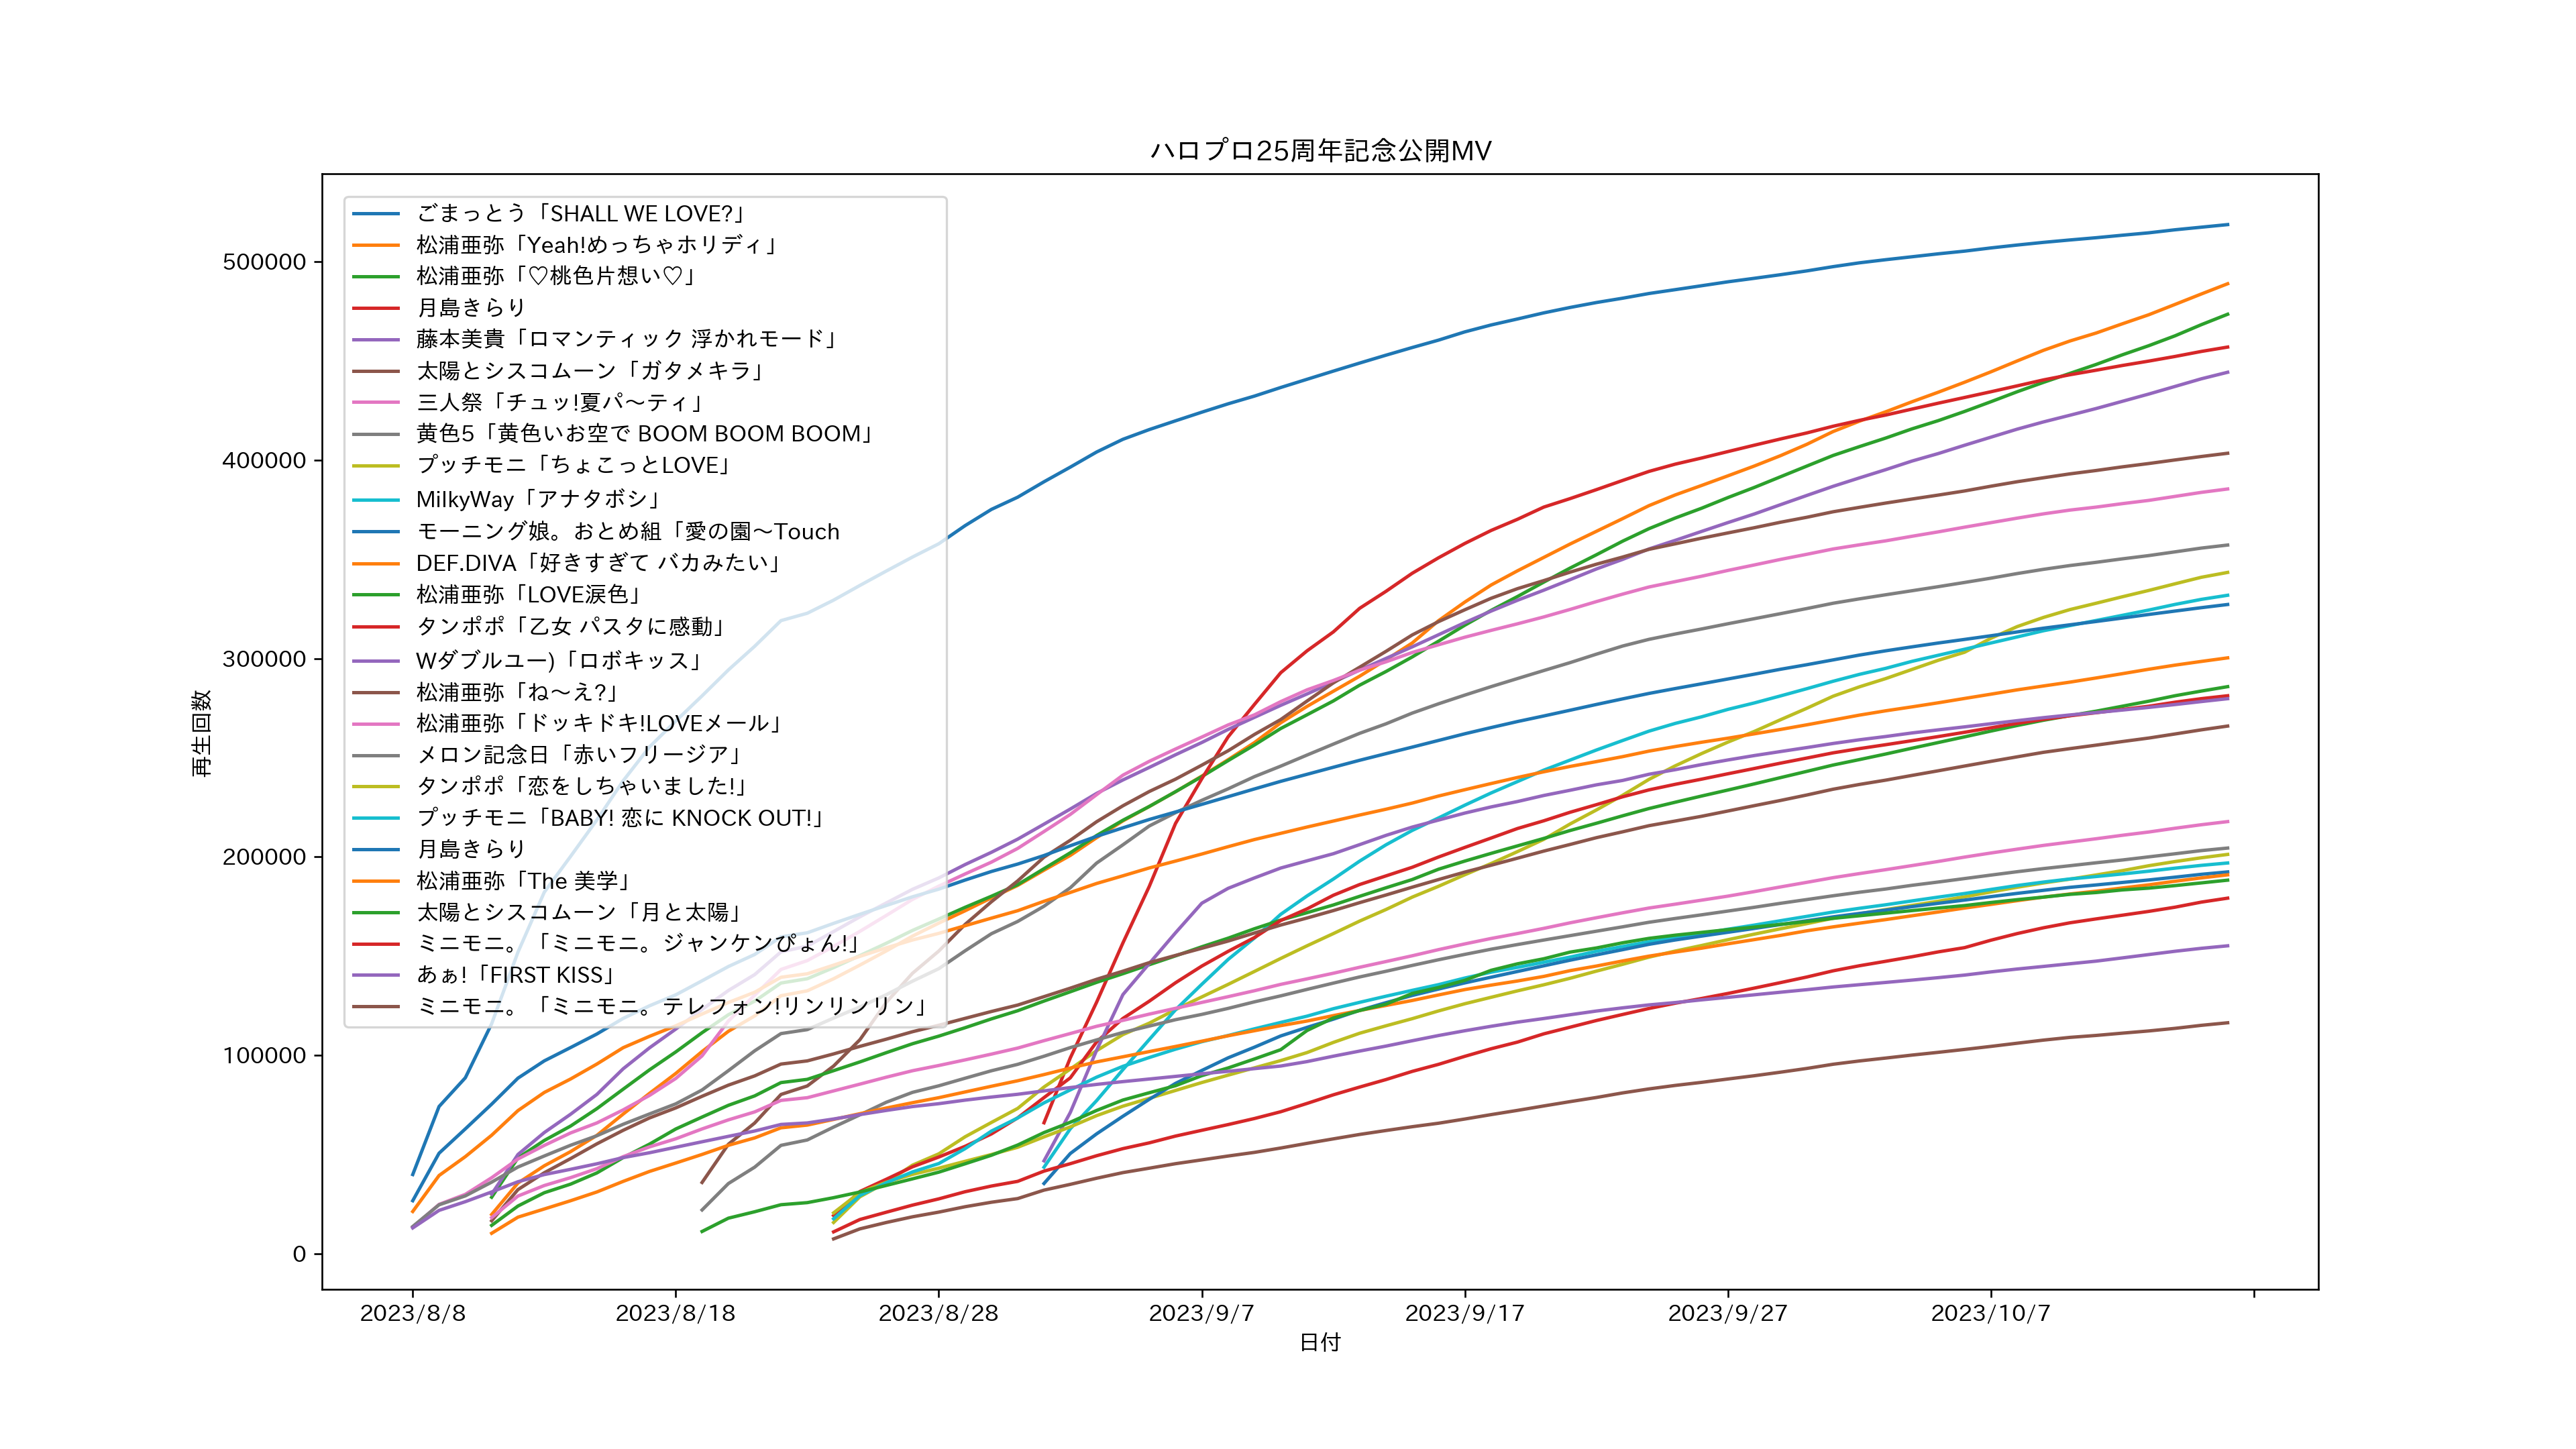 ハロプロ25周年記念公開MV
ごまっとう「SHALL WE LOVE?」
松浦亜弥「Yeah!めっちゃホリディ」
松浦亜弥「♡桃色片想い♡」
月島きらり
藤本美貴「ロマンティック 浮かれモード」
太陽とシスコムーン「ガタメキラ」
三人祭「チュッ!夏パ〜ティ」
黄色5「黄色いお空で BOOM BOOM BOOM」
プッチモニ「ちょこっとLOVE」
MilkyWay「アナタボシ」
モーニング娘。おとめ組「愛の園〜Touch
DEF.DIVA「好きすぎて バカみたい」
松浦亜弥「LOVE涙色」
タンポポ「乙女 パスタに感動」
Wダブルユー)「ロボキッス」
松浦亜弥「ね〜え?」
松浦亜弥「ドッキドキ!LOVEメール」
メロン記念日「赤いフリージア」
タンポポ「恋をしちゃいました!」
プッチモニ「BABY! 恋に KNOCK OUT!」
月島きらり
松浦亜弥「The 美学」
太陽とシスコムーン「月と太陽」
ミニモニ。「ミニモニ。ジャンケンぴょん!」
あぁ!「FIRST KISS」
ミニモニ。「ミニモニ。テレフォン!リンリンリン」
再生回数
500000
400000
300000
200000
100000
0
2023/8/8 2023/8/18 2023/8/28 2023/9/7 2023/9/17 2023/9/27 2023/10/7
日付